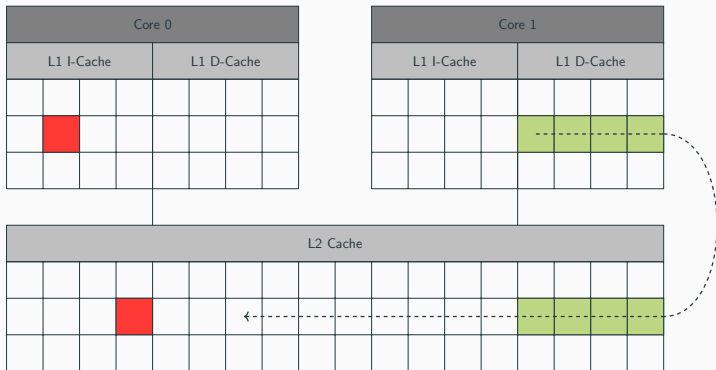 Core 0
Core 1
L1 I-Cache
L1 D-Cache
L1 I-Cache
L1 D-Cache
L2 Cache